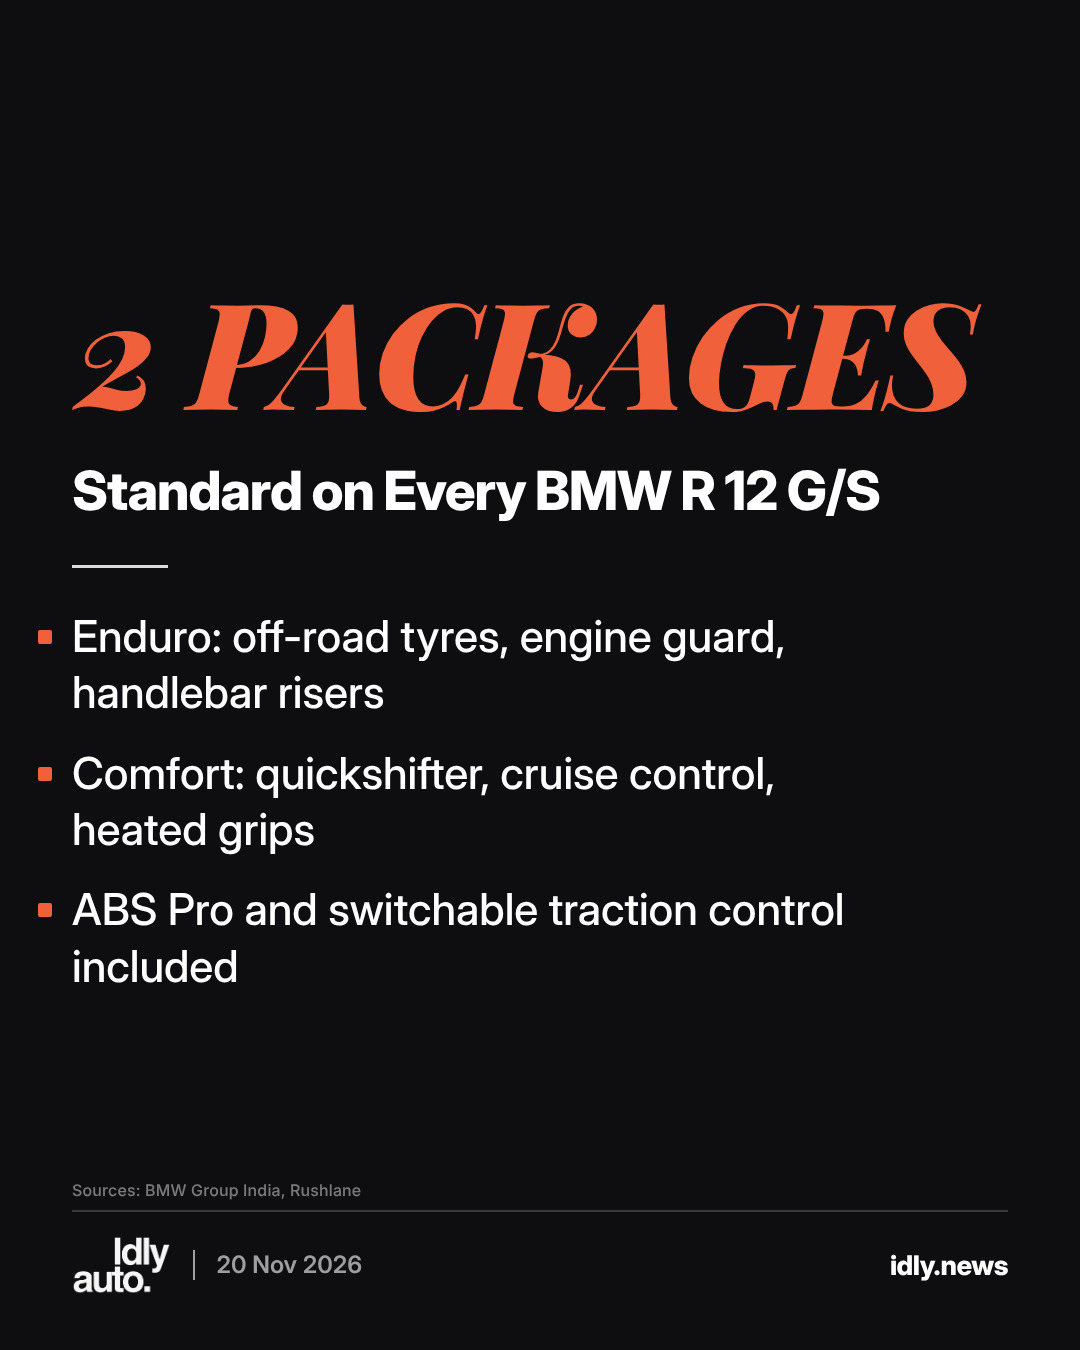 2 PACKAGES
Standard on Every BMW R 12 G/S
Enduro: off-road tyres, engine guard,
handlebar risers
Comfort: quickshifter, cruise control,
heated grips
ABS Pro and switchable traction control
included
Sources: BMW Group India, Rushlane
Idly
auto.
20 Nov 2026
idly.news